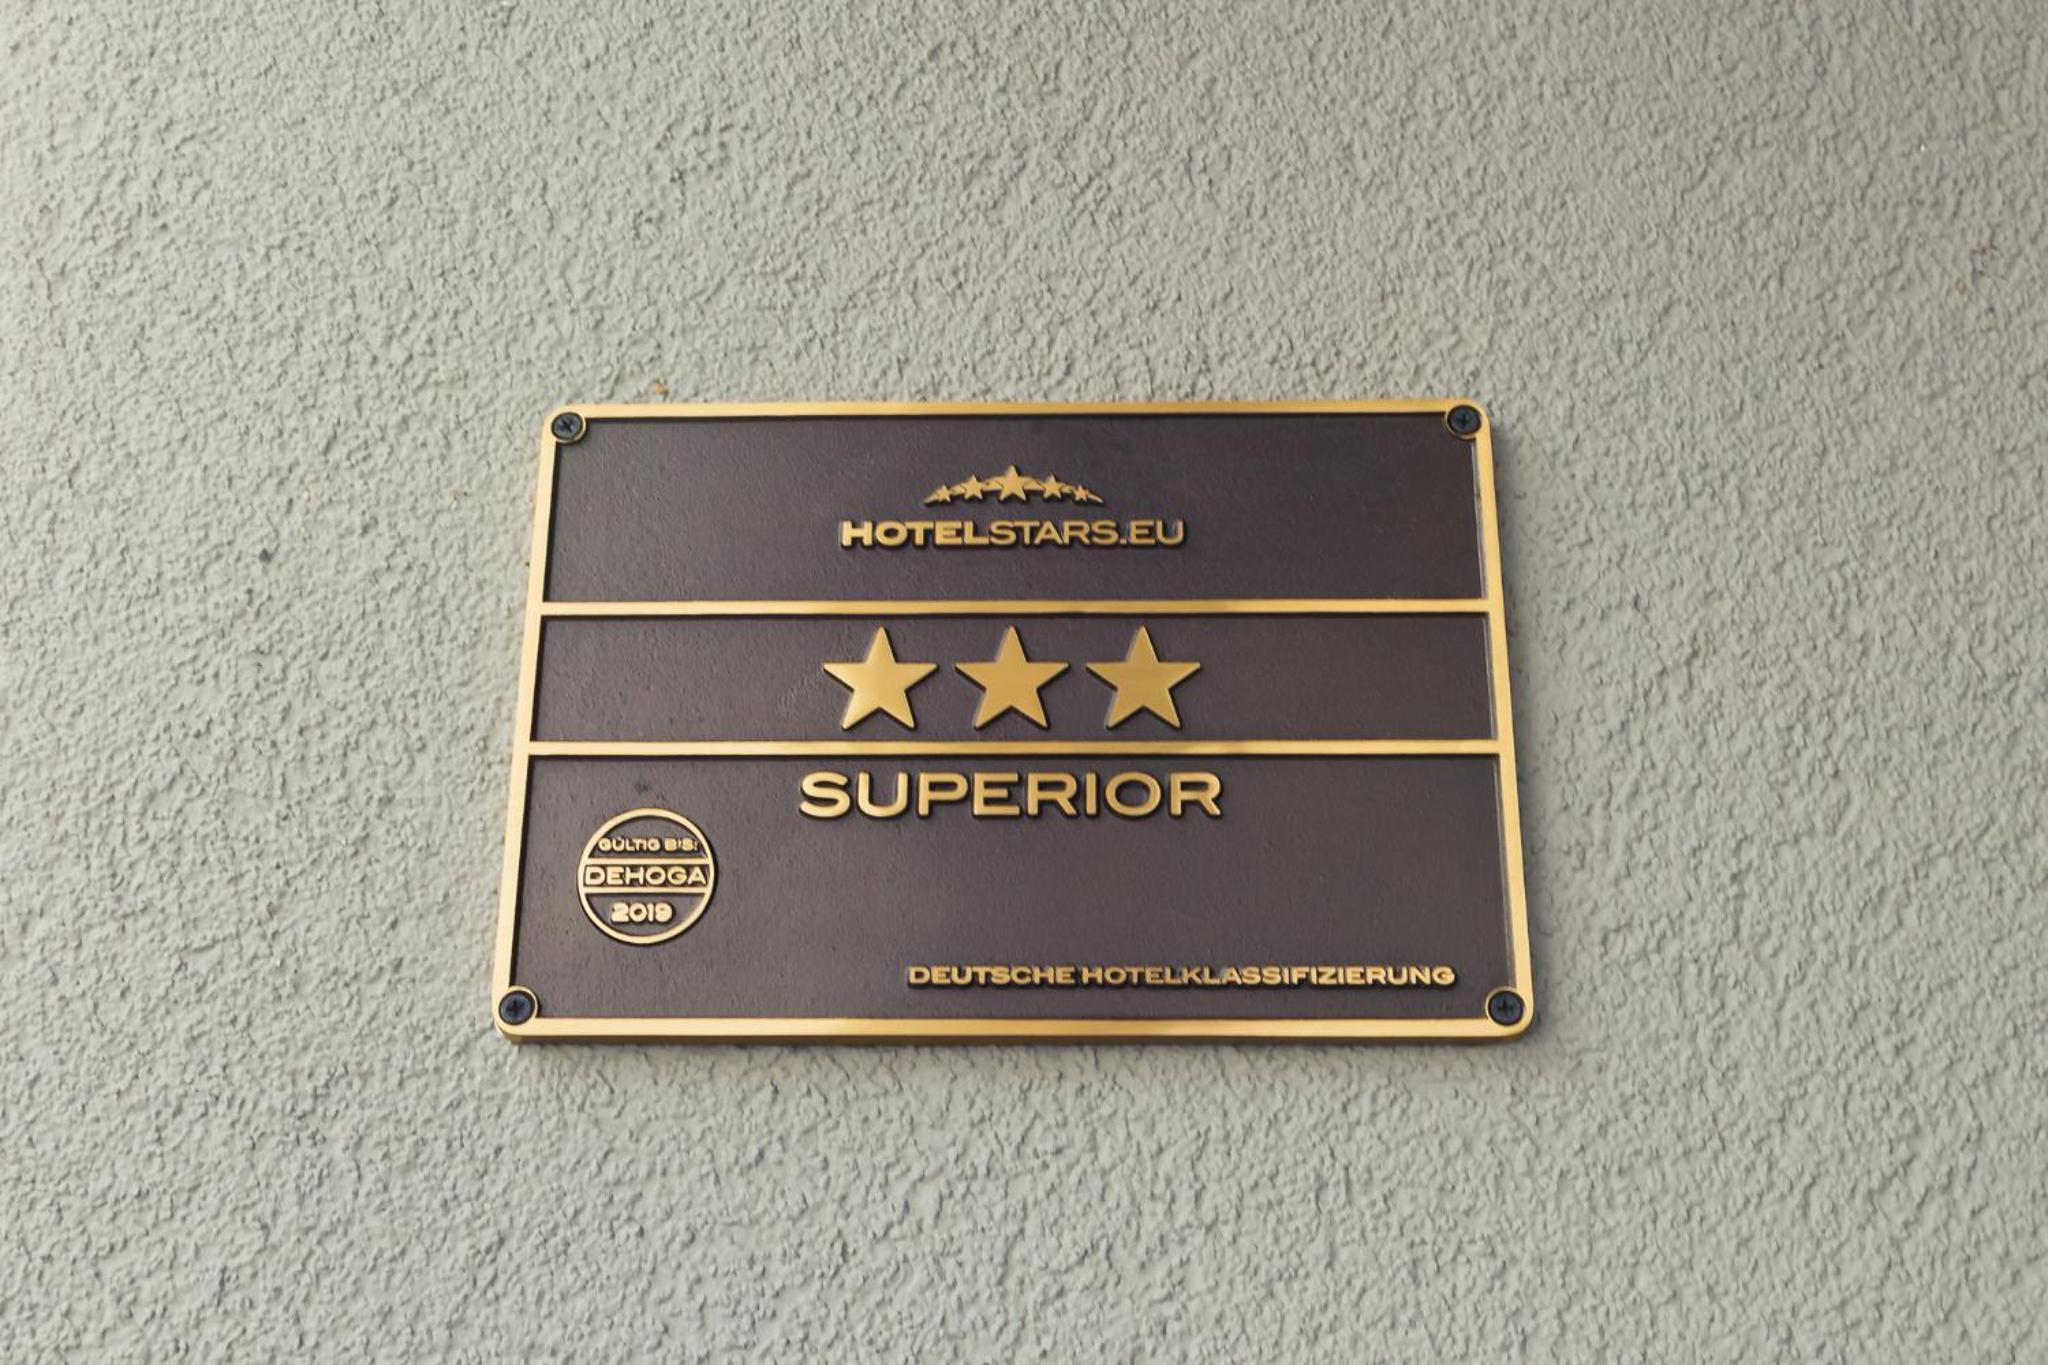 HOTELSTARS.EU
SUPERIOR
GÜLTIG BIS:
DEHOGA
2019
DEUTSCHE HOTELKLASSIFIZIERUNG